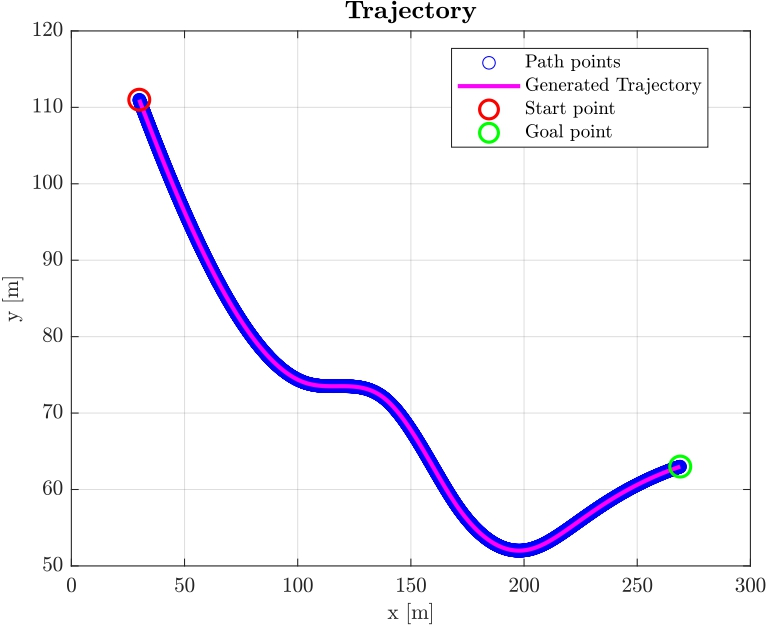 Trajectory
120
110
100
90
80
70
60
50
y [m]
0 50 100 150 200 250 300
x [m]
Path points
Generated Trajectory
Start point
Goal point